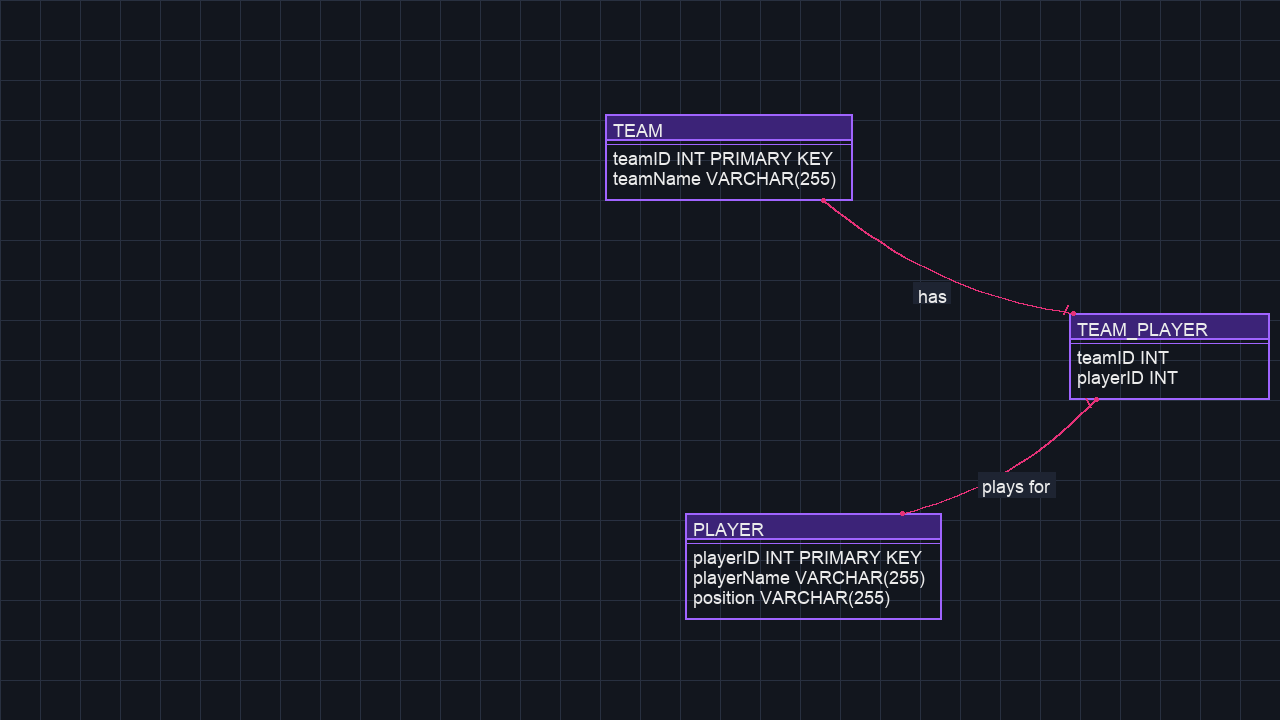 TEAM
teamID INT PRIMARY KEY
teamName VARCHAR(255)
has
TEAM_PLAYER
teamID INT
playerID INT
plays for
PLAYER
playerID INT PRIMARY KEY
playerName VARCHAR(255)
position VARCHAR(255)